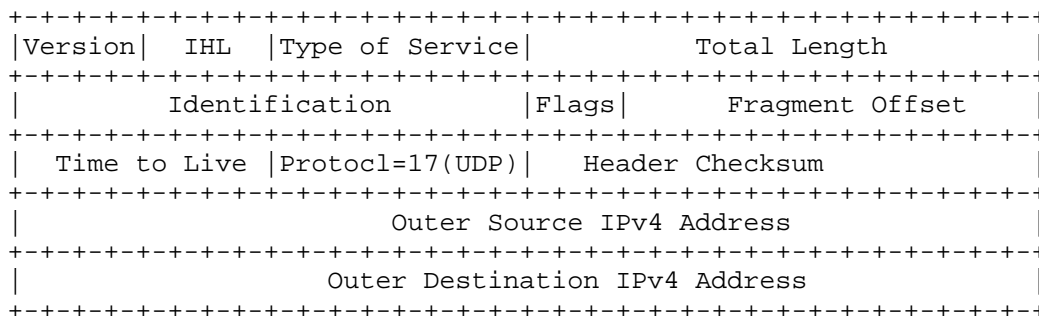 +-+-+-+-+-+-+-+-+-+-+-+-+-+-+-+-+-+-+-+-+-+-+-+-+-+-+-+-+-+-+-+-+
|Version|  IHL  |Type of Service|          Total Length         |
+-+-+-+-+-+-+-+-+-+-+-+-+-+-+-+-+-+-+-+-+-+-+-+-+-+-+-+-+-+-+-+-+
|         Identification        |Flags|      Fragment Offset    |
+-+-+-+-+-+-+-+-+-+-+-+-+-+-+-+-+-+-+-+-+-+-+-+-+-+-+-+-+-+-+-+-+
|  Time to Live |Protocl=17(UDP)|   Header Checksum             |
+-+-+-+-+-+-+-+-+-+-+-+-+-+-+-+-+-+-+-+-+-+-+-+-+-+-+-+-+-+-+-+-+
|                       Outer Source IPv4 Address               |
+-+-+-+-+-+-+-+-+-+-+-+-+-+-+-+-+-+-+-+-+-+-+-+-+-+-+-+-+-+-+-+-+
|                   Outer Destination IPv4 Address              |
+-+-+-+-+-+-+-+-+-+-+-+-+-+-+-+-+-+-+-+-+-+-+-+-+-+-+-+-+-+-+-+-+